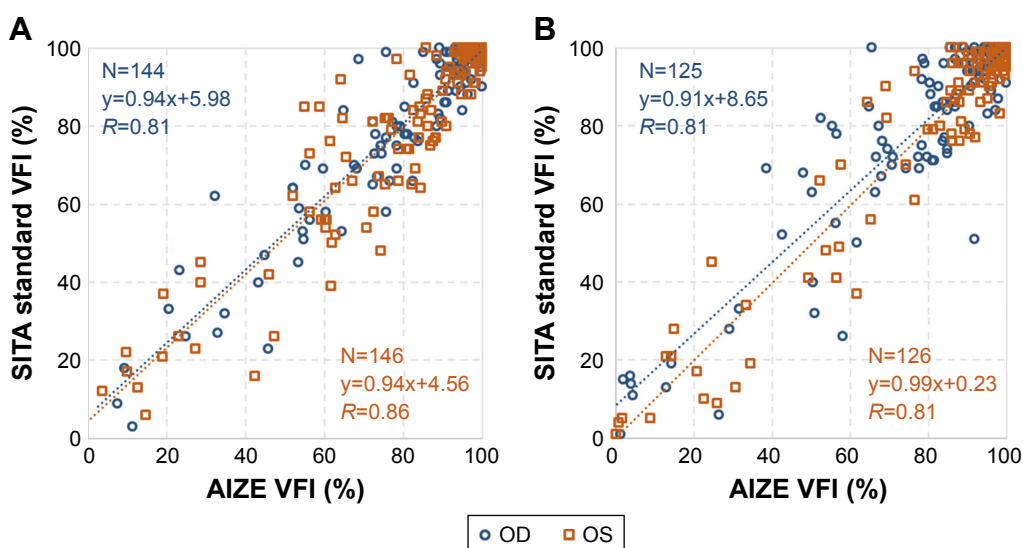 A
SITA standard VFI (%)
100
80
60
40
20
0
N=144
y=0.94x+5.98
R=0.81
N=146
y=0.94x+4.56
R=0.86
0 20 40 60 80 100
AIZE VFI (%)
B
SITA standard VFI (%)
100
80
60
40
20
0
N=125
y=0.91x+8.65
R=0.81
N=126
y=0.99x+0.23
R=0.81
0 20 40 60 80 100
AIZE VFI (%)
OD OS